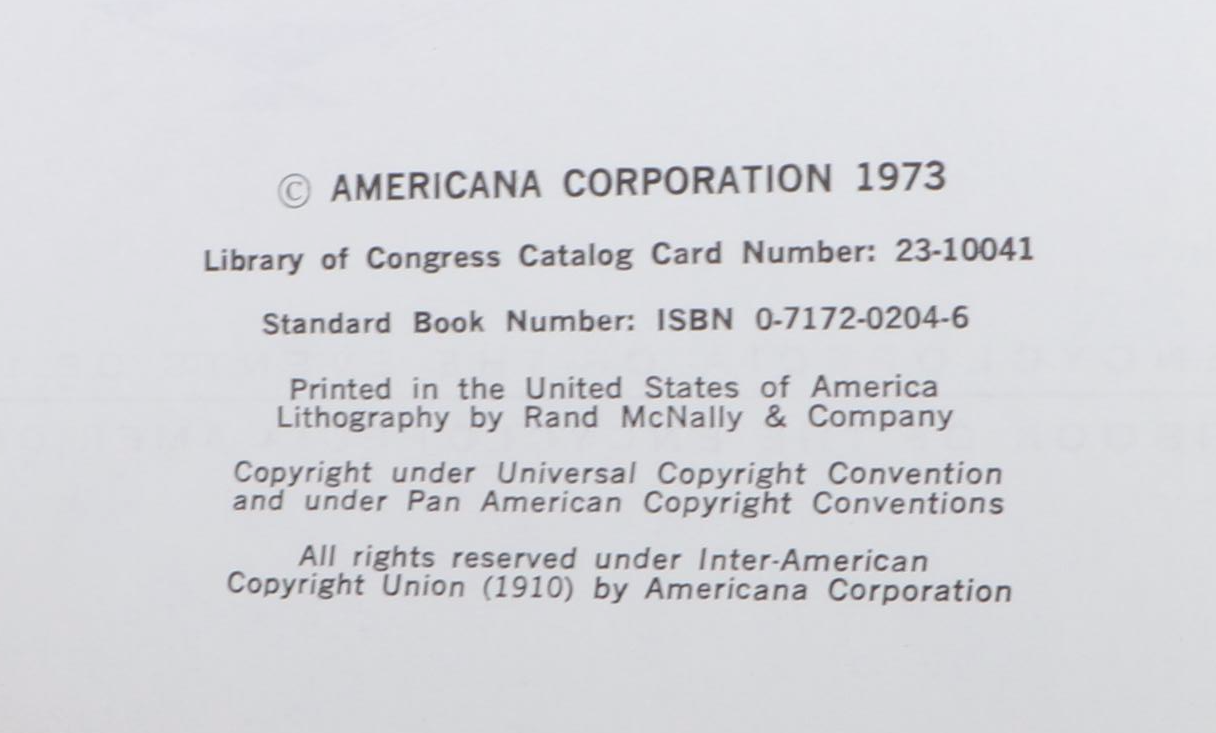 © AMERICANA CORPORATION 1973
Library of Congress Catalog Card Number: 23-10041
Standard Book Number: ISBN 0-7172-0204-6
Printed in the United States of America
Lithography by Rand McNally & Company
Copyright under Universal Copyright Convention
and under Pan American Copyright Conventions
All rights reserved under Inter-American
Copyright Union (1910) by Americana Corporation